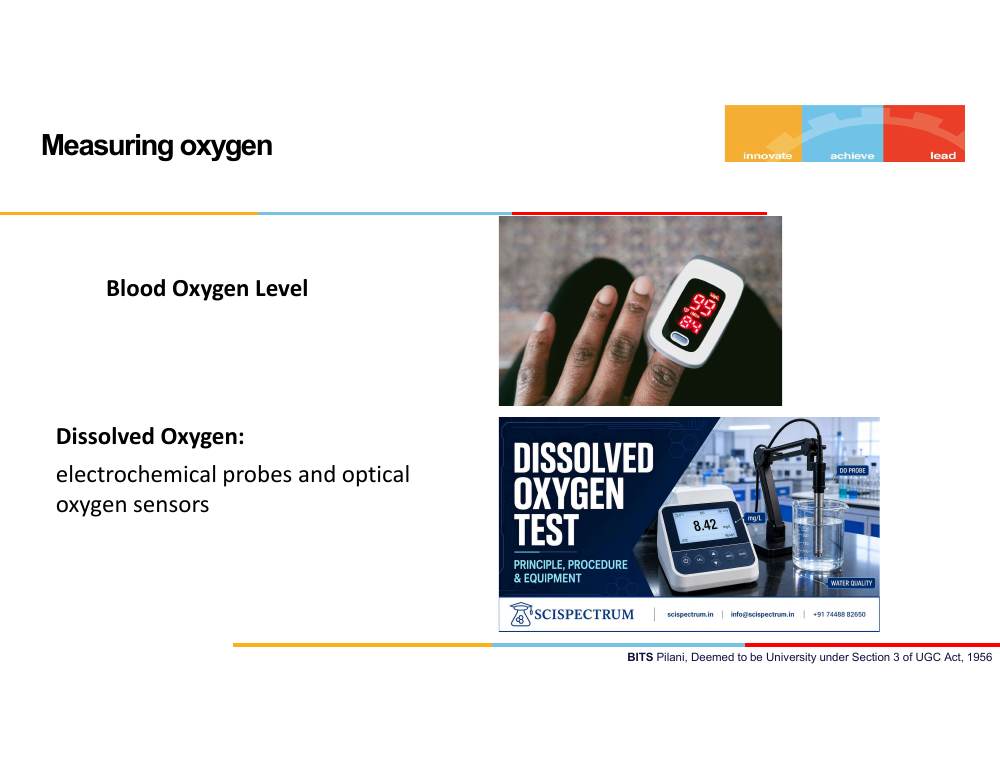 Measuring oxygen
innovate achieve lead
Blood Oxygen Level
99
Dissolved Oxygen:
electrochemical probes and optical
oxygen sensors
DISSOLVED
OXYGEN
TEST
PRINCIPLE, PROCEDURE
& EQUIPMENT
8.42
mg/L
DO PROBE
WATER QUALITY
SCISPECTRUM
scispectrum.in
info@scispectrum.in
+91 74488 82650
BITS Pilani, Deemed to be University under Section 3 of UGC Act, 1956